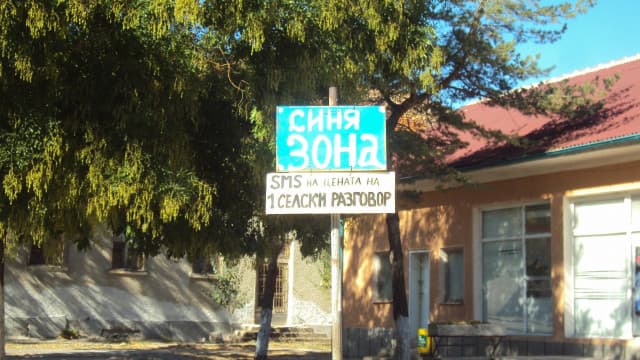 синя
зона
SMS на цената на
1 селски разговор